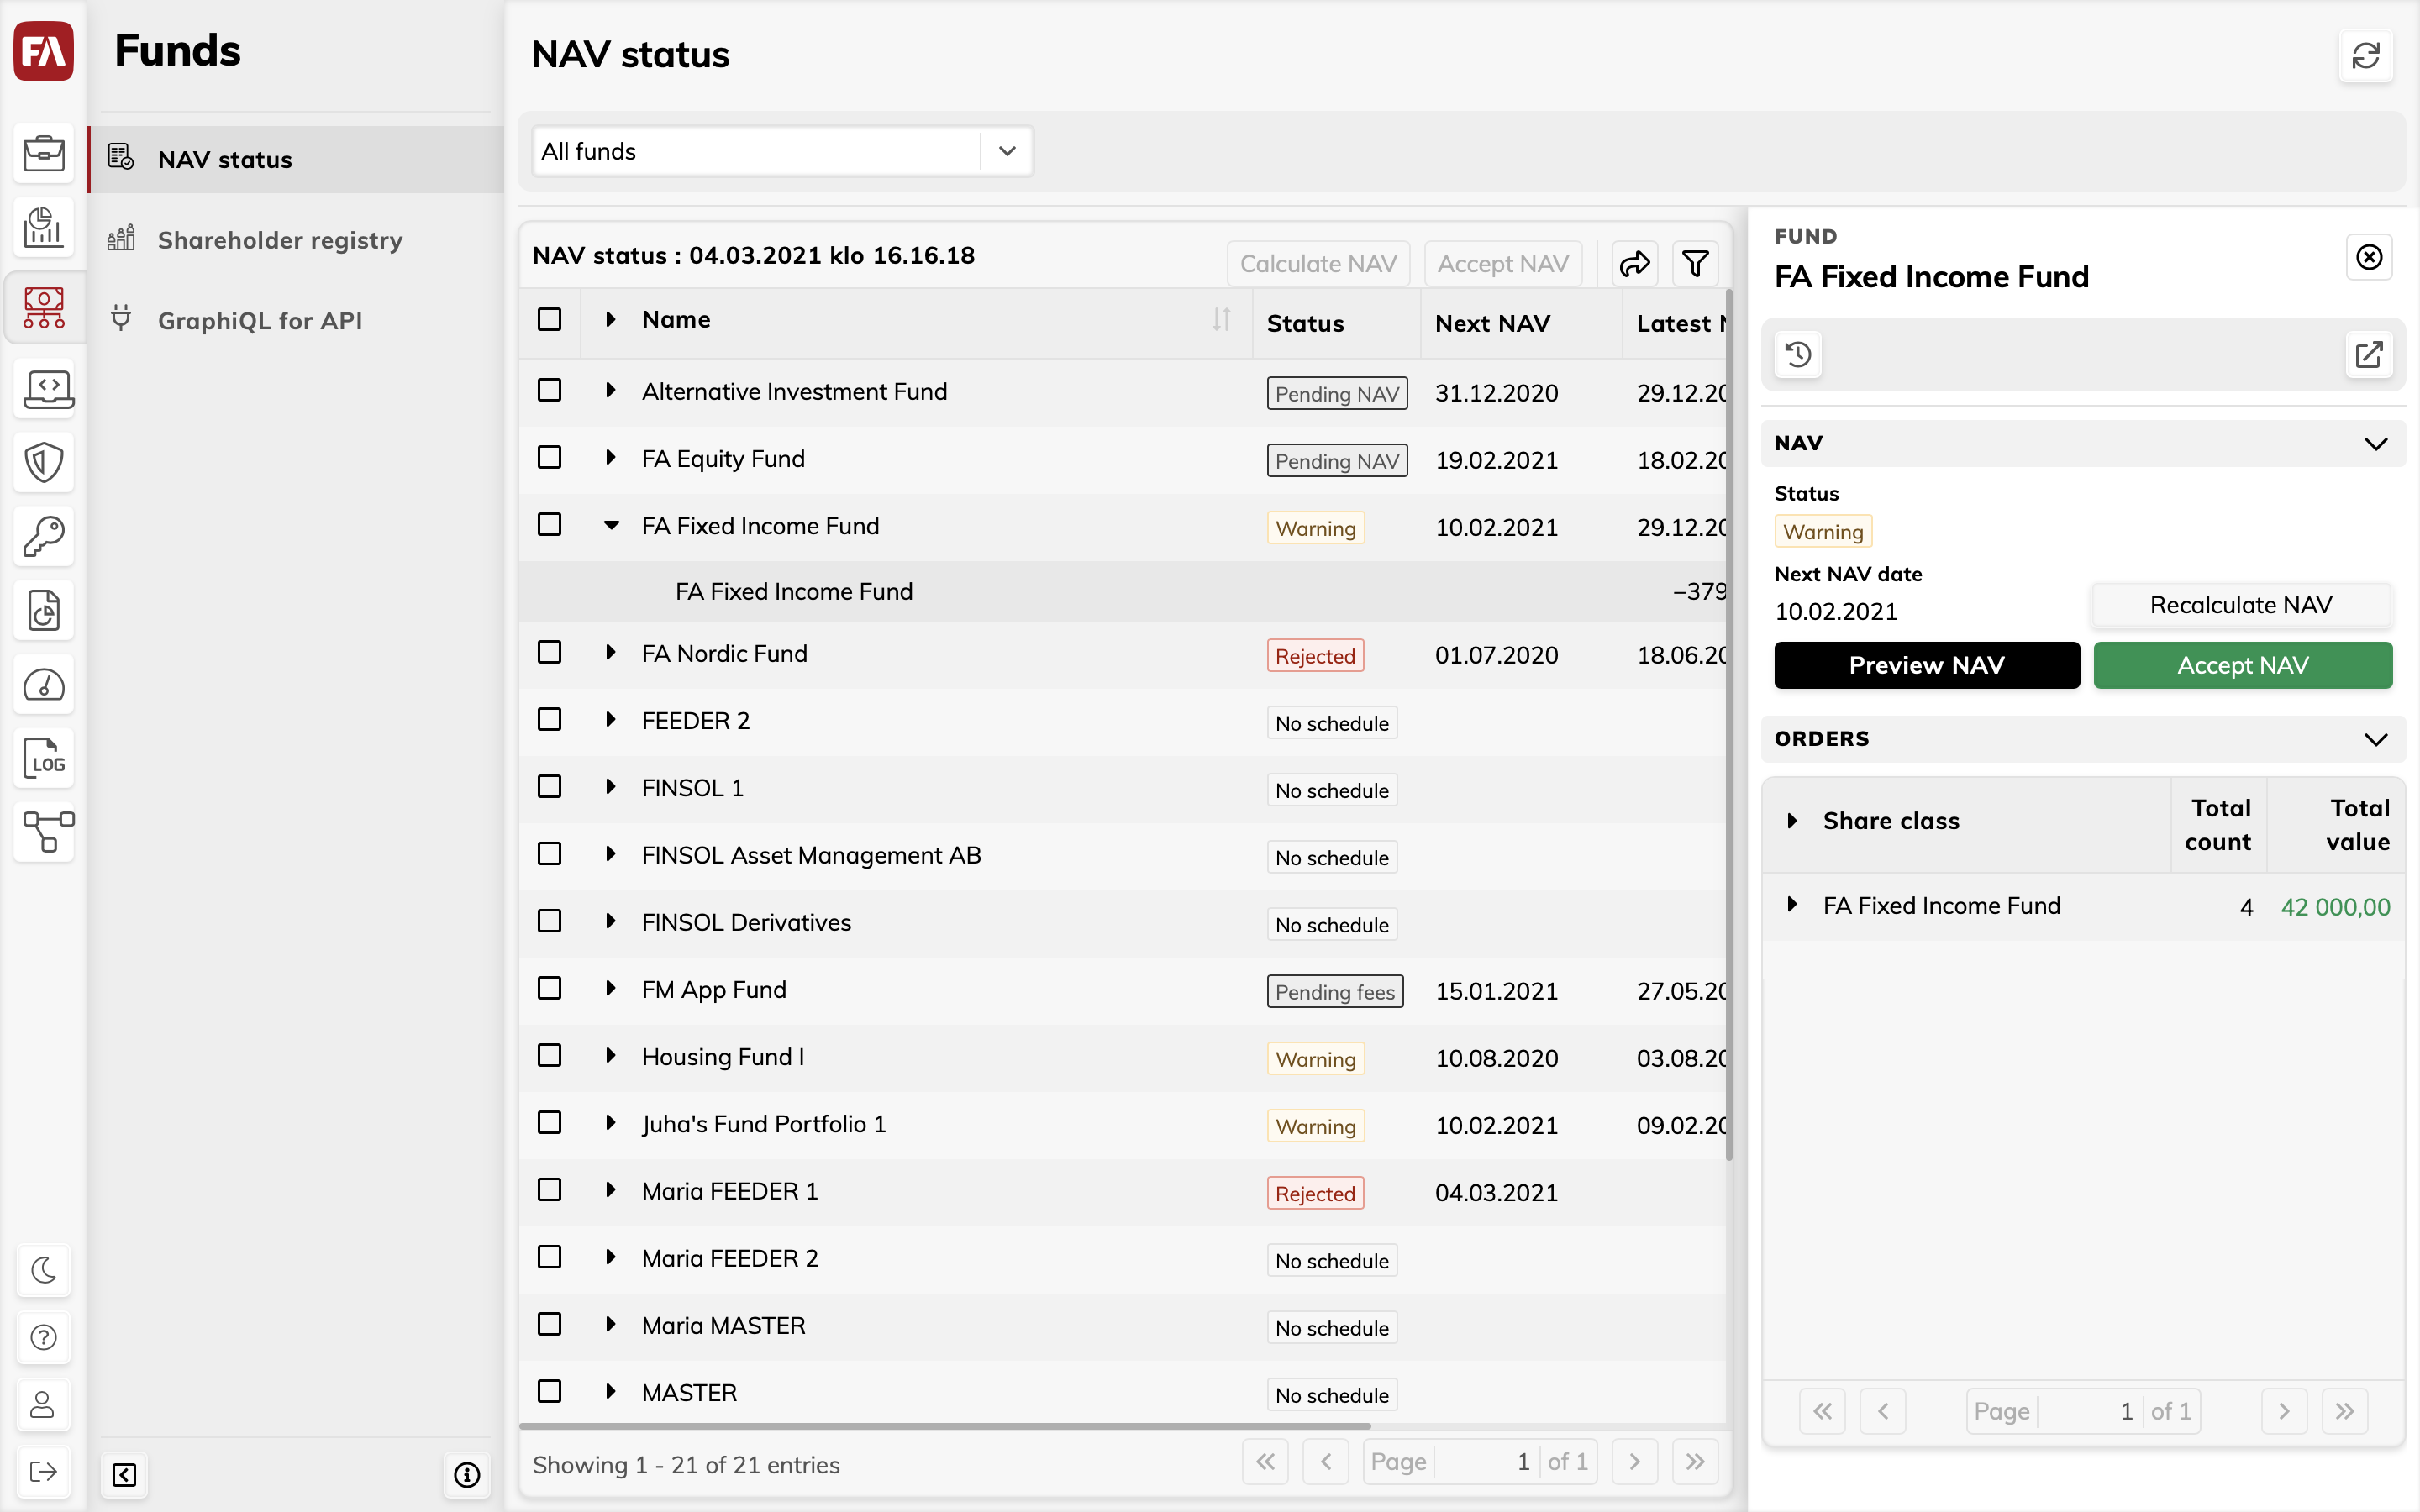 FA
Funds
NAV status
Shareholder registry
GraphiQL for API
LOG
NAV status
All funds
NAV status : 04.03.2021 klo 16.16.18
Calculate NAV
Accept NAV
Name
Status
Next NAV
Latest N
Alternative Investment Fund Pending NAV 31.12.2020 29.12.20
FA Equity Fund Pending NAV 19.02.2021 18.02.20
FA Fixed Income Fund Warning 10.02.2021 29.12.20
FA Fixed Income Fund −379
FA Nordic Fund Rejected 01.07.2020 18.06.20
FEEDER 2 No schedule
FINSOL 1 No schedule
FINSOL Asset Management AB No schedule
FINSOL Derivatives No schedule
FM App Fund Pending fees 15.01.2021 27.05.20
Housing Fund I Warning 10.08.2020 03.08.20
Juha's Fund Portfolio 1 Warning 10.02.2021 09.02.20
Maria FEEDER 1 Rejected 04.03.2021
Maria FEEDER 2 No schedule
Maria MASTER No schedule
MASTER No schedule
Showing 1 - 21 of 21 entries
Page 1 of 1
FUND
FA Fixed Income Fund
NAV
Status
Warning
Next NAV date
10.02.2021
Recalculate NAV
Preview NAV
Accept NAV
ORDERS
Share class
Total count
Total value
FA Fixed Income Fund 4 42 000,00
Page 1 of 1